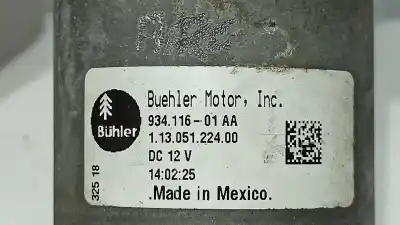 Buehler Motor, Inc.
Bühler
934.116-01 AA
1.13.051.224.00
DC 12 V
14:02:25
.Made in Mexico.
325 18